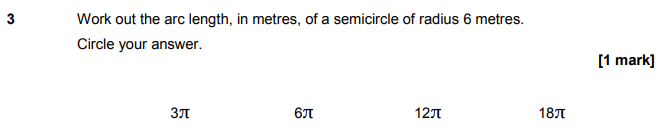 3 Work out the arc length, in metres, of a semicircle of radius 6 metres.
Circle your answer.
[1 mark]
3π 6π 12π 18π